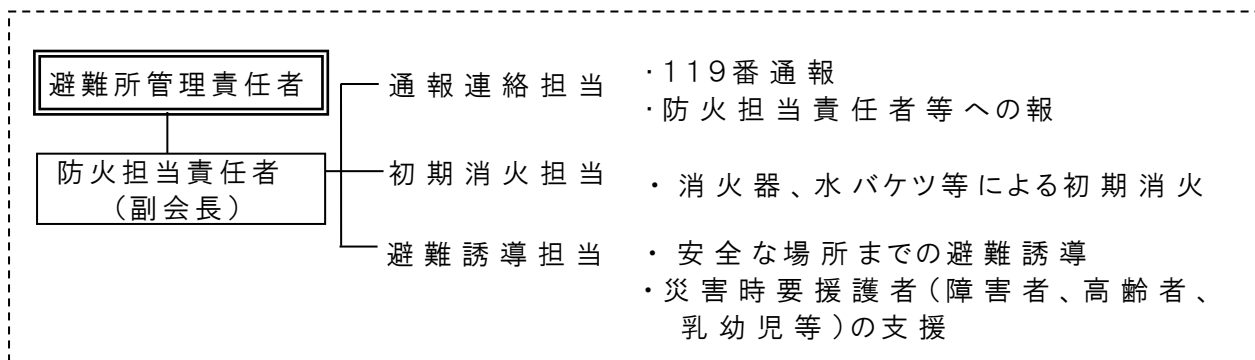 避難所管理責任者
防火担当責任者
（副会長）
通報連絡担当
・119番通報
・防火担当責任者等への報
初期消火担当
・消火器、水バケツ等による初期消火
避難誘導担当
・安全な場所までの避難誘導
・災害時要援護者（障害者、高齢者、
乳幼児等）の支援